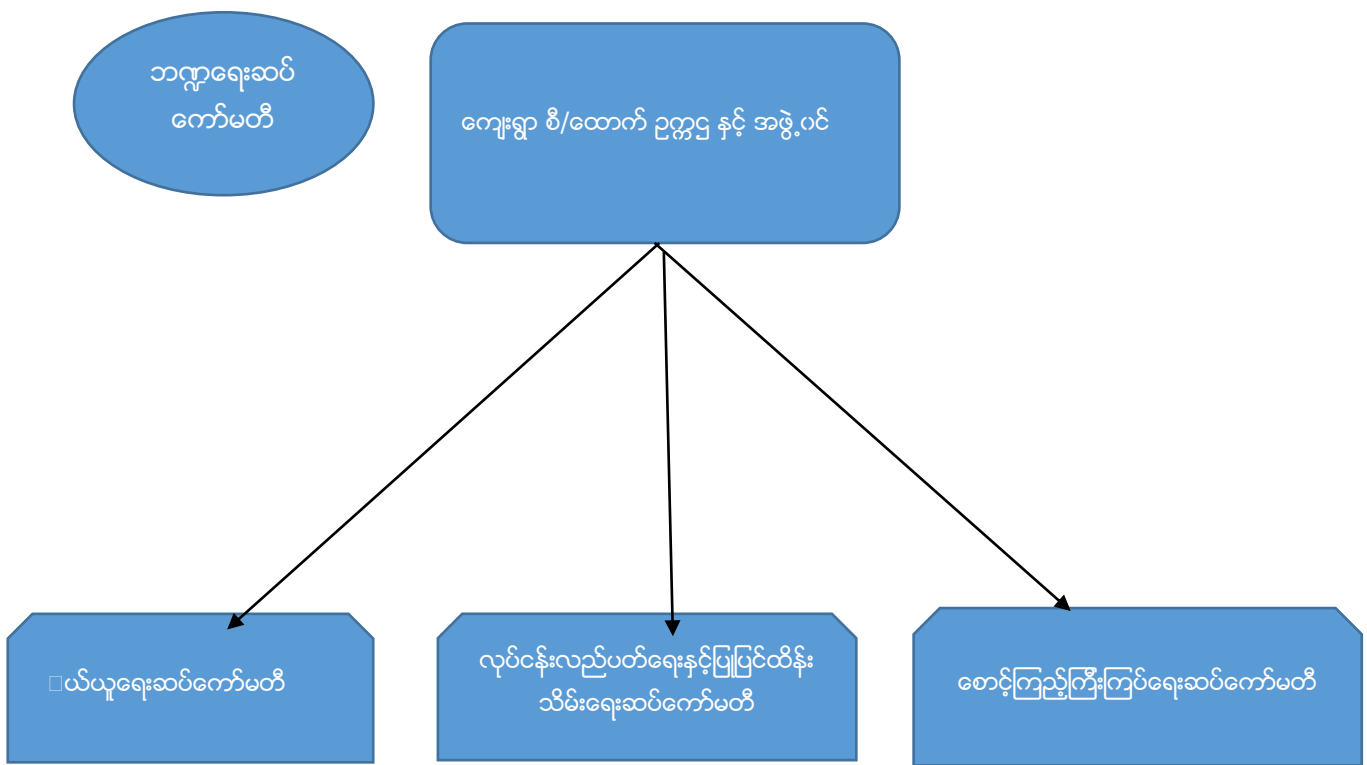 ဘဏ္ဍရေးဆပ်
ကော်မတီ
ကျေးရွာ စီ/ထောက် ဥက္ကဌ နှင့် အဖွဲ့၀င်
□ယ်ယူရေးဆပ်ကော်မတီ
လုပ်ငန်းလည်ပတ်ရေးနှင့်ပြုပြင်ထိန်း
သိမ်းရေးဆပ်ကော်မတီ
စောင့်ကြည့်ကြီးကြပ်ရေးဆပ်ကော်မတီ